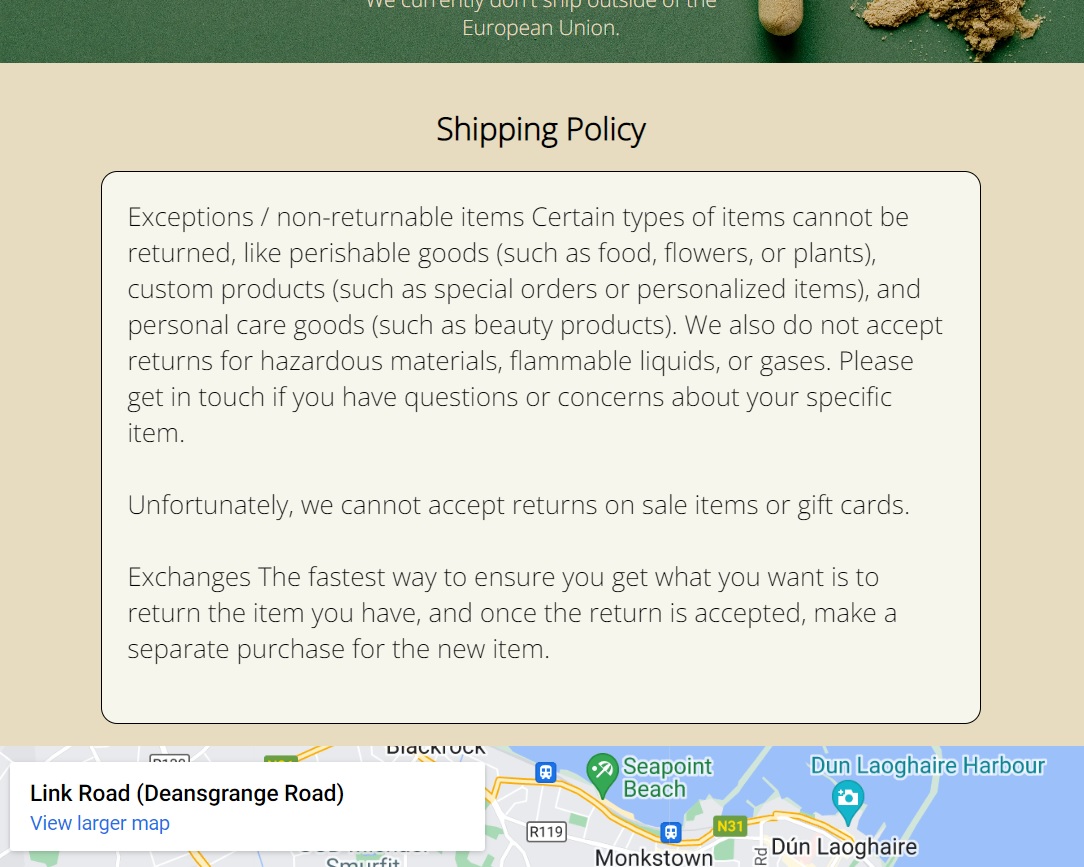 We currently don't ship outside of the
European Union.
Shipping Policy
Exceptions / non-returnable items Certain types of items cannot be
returned, like perishable goods (such as food, flowers, or plants),
custom products (such as special orders or personalized items), and
personal care goods (such as beauty products). We also do not accept
returns for hazardous materials, flammable liquids, or gases. Please
get in touch if you have questions or concerns about your specific
item.
Unfortunately, we cannot accept returns on sale items or gift cards.
Exchanges The fastest way to ensure you get what you want is to
return the item you have, and once the return is accepted, make a
separate purchase for the new item.
Blackrock
Link Road (Deansgrange Road)
View larger map
Seapoint
Beach
Dun Laoghaire Harbour
R119
N31
Monkstown
Rd
Dún Laoghaire
Smurfit